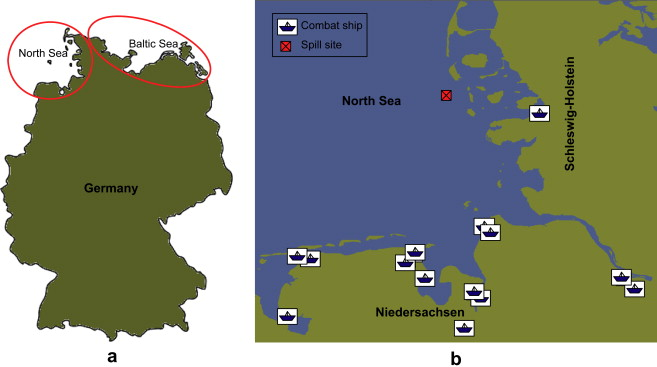 North Sea
Baltic Sea
Germany
a
Combat ship
Spill site
North Sea
Schleswig-Holstein
Niedersachsen
b